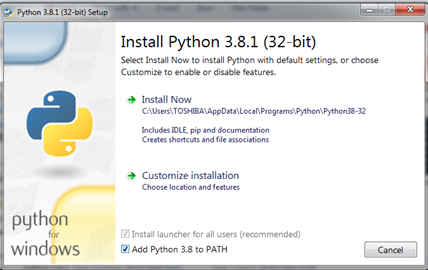 Python 3.8.1 (32-bit) Setup
Install Python 3.8.1 (32-bit)
Select Install Now to install Python with default settings, or choose
Customize to enable or disable features.
Install Now
C:\Users\TOSHIBA\AppData\Local\Programs\Python\Python38-32
Includes IDLE, pip and documentation
Creates shortcuts and file associations
Customize installation
Choose location and features
python
for
windows
Install launcher for all users (recommended)
Add Python 3.8 to PATH
Cancel